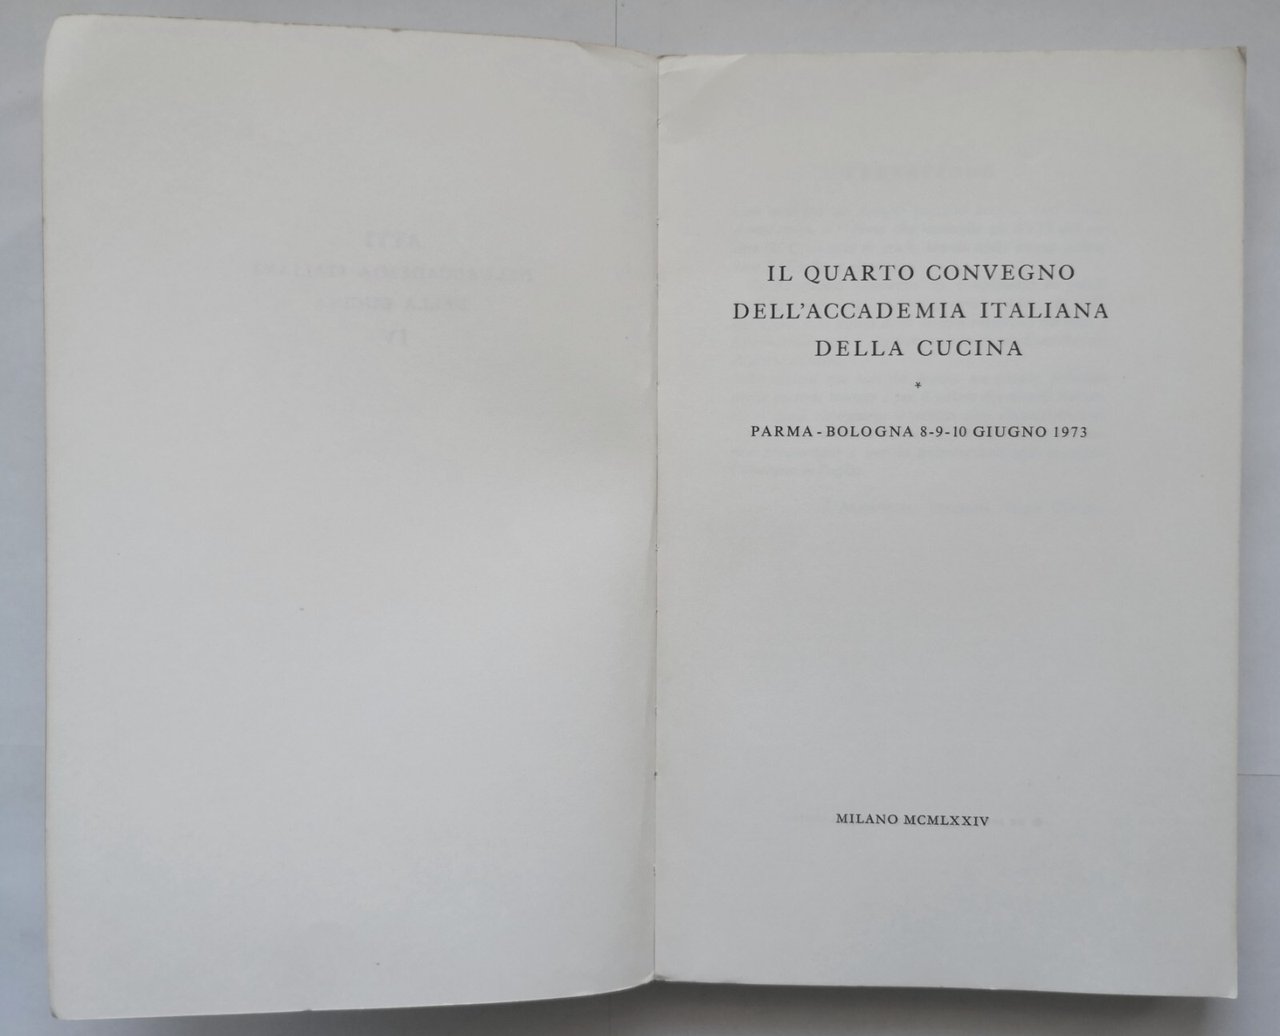 IL QUARTO CONVEGNO
DELL'ACCADEMIA ITALIANA
DELLA CUCINA
*
PARMA - BOLOGNA 8-9-10 GIUGNO 1973
MILANO MCMLXXIV